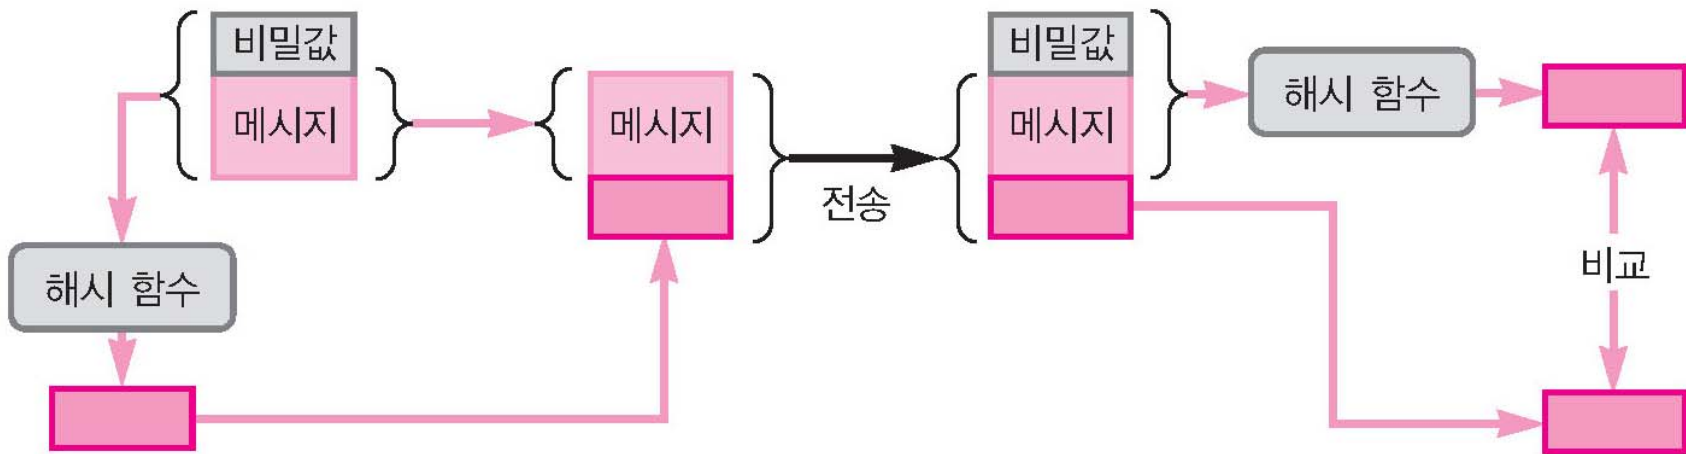 비밀값
메시지
해시 함수
메시지
전송
비밀값
메시지
해시 함수
비교